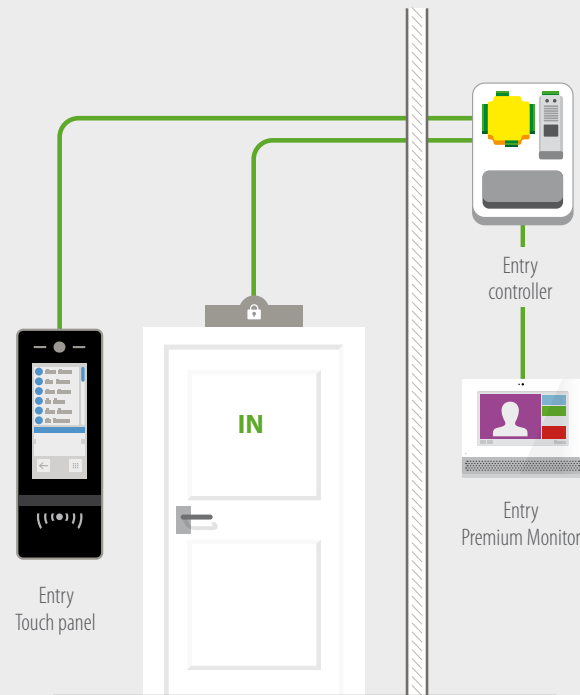 Entry
controller
IN
Entry
Premium Monitor
Entry
Touch panel